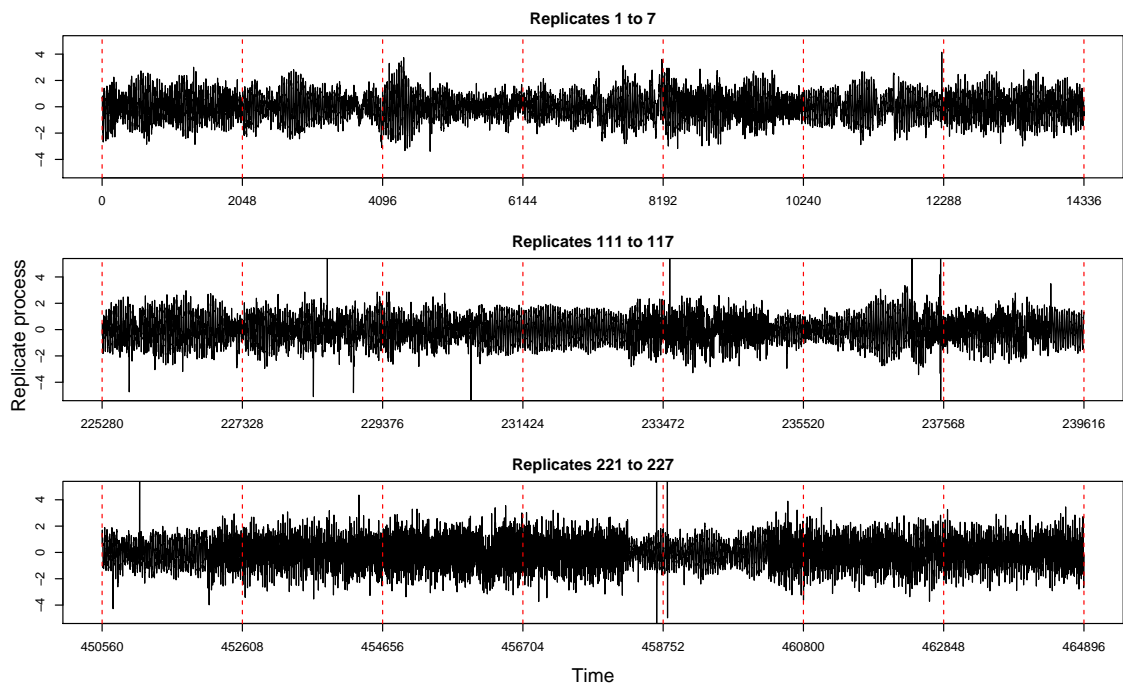 Replicates 1 to 7
4
2
0
−2
−4
0 2048 4096 6144 8192 10240 12288 14336
Replicates 111 to 117
4
2
0
−2
−4
225280 227328 229376 231424 233472 235520 237568 239616
Replicate process
Replicates 221 to 227
4
2
0
−2
−4
450560 452608 454656 456704 458752 460800 462848 464896
Time